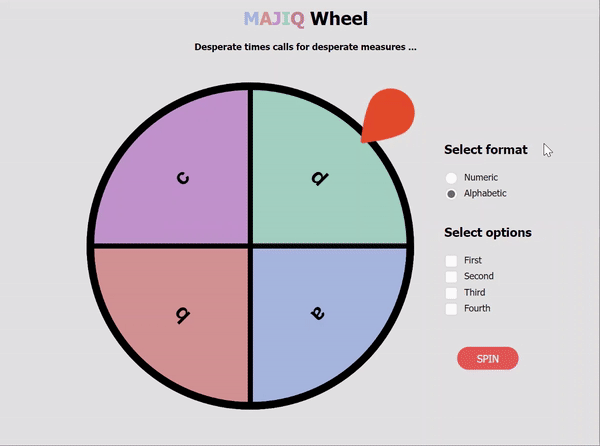 MAJIQ Wheel
Desperate times calls for desperate measures ...
c
d
Select format
Numeric
Alphabetic
Select options
b
a
First
Second
Third
Fourth
SPIN